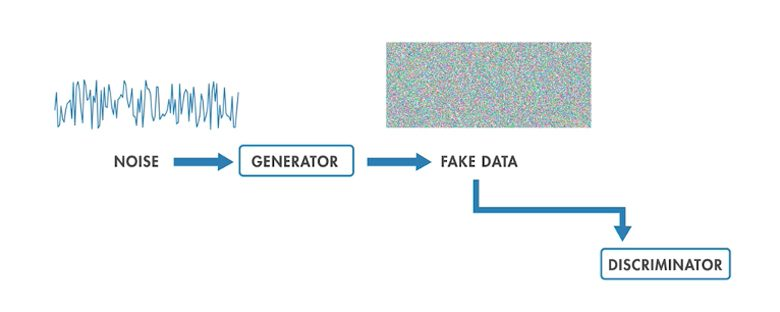 NOISE
GENERATOR
FAKE DATA
DISCRIMINATOR